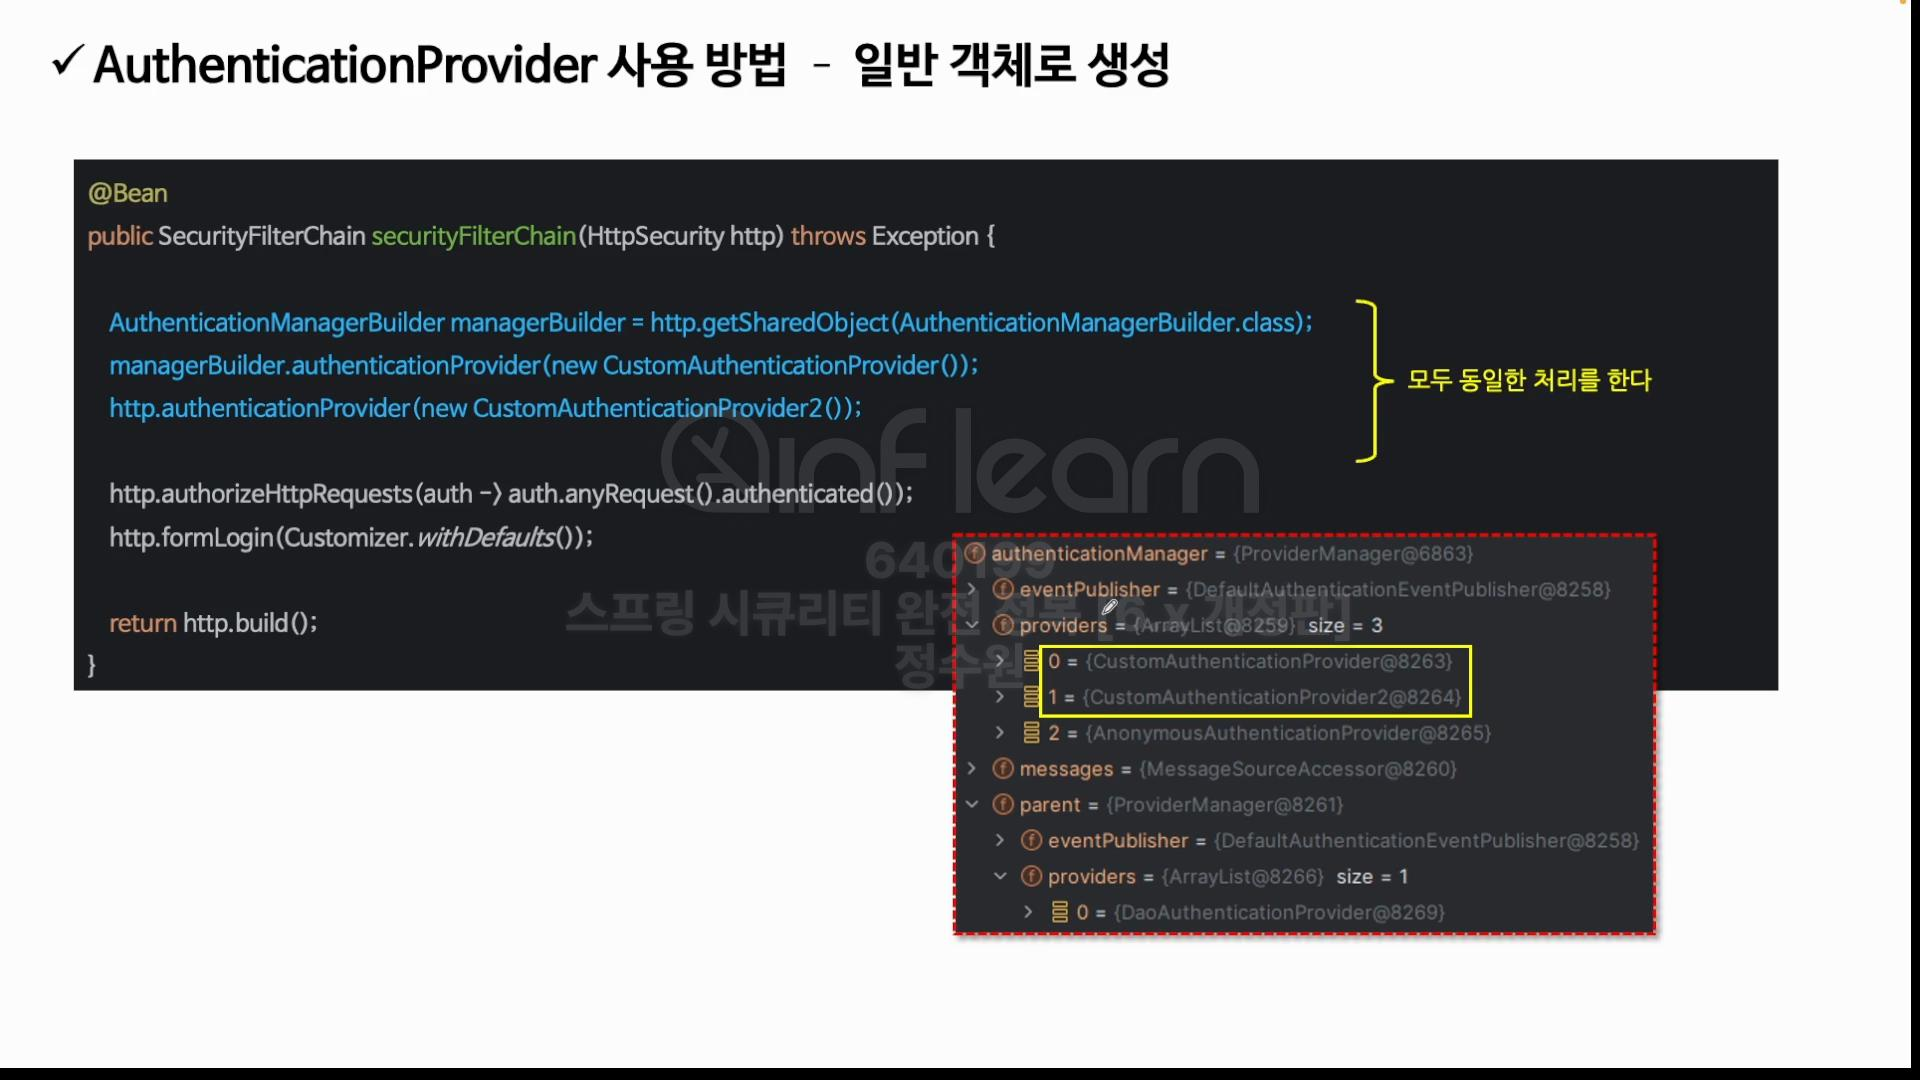 ✓ AuthenticationProvider 사용 방법 - 일반 객체로 생성
@Bean
public SecurityFilterChain securityFilterChain(HttpSecurity http) throws Exception {
AuthenticationManagerBuilder managerBuilder = http.getSharedObject(AuthenticationManagerBuilder.class);
managerBuilder.authenticationProvider(new CustomAuthenticationProvider());
http.authenticationProvider(new CustomAuthenticationProvider2());
모두 동일한 처리를 한다
http.authorizeHttpRequests(auth -> auth.anyRequest().authenticated());
http.formLogin(Customizer.withDefaults());
return http.build();
}
inflearn
640199
스프링 시큐리티 완전 정복 [6.x 개정판]
정수원
authenticationManager = {ProviderManager@6863}
eventPublisher = {DefaultAuthenticationEventPublisher@8258}
providers = {ArrayList@8259} size = 3
0 = {CustomAuthenticationProvider@8263}
1 = {CustomAuthenticationProvider2@8264}
2 = {AnonymousAuthenticationProvider@8265}
messages = {MessageSourceAccessor@8260}
parent = {ProviderManager@8261}
eventPublisher = {DefaultAuthenticationEventPublisher@8258}
providers = {ArrayList@8266} size = 1
0 = {DaoAuthenticationProvider@8269}